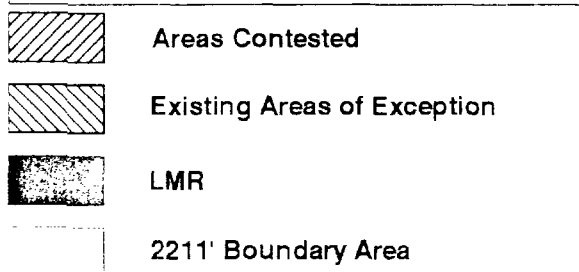 Areas Contested
Existing Areas of Exception
LMR
2211' Boundary Area